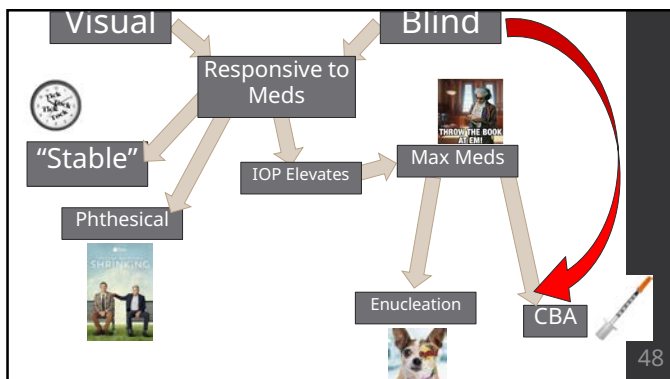 Visual
Blind
Responsive to
Meds
THROW THE BOOK
AT EM!
“Stable”
IOP Elevates
Max Meds
Phthesical
SHRINKING
Enucleation
CBA
48